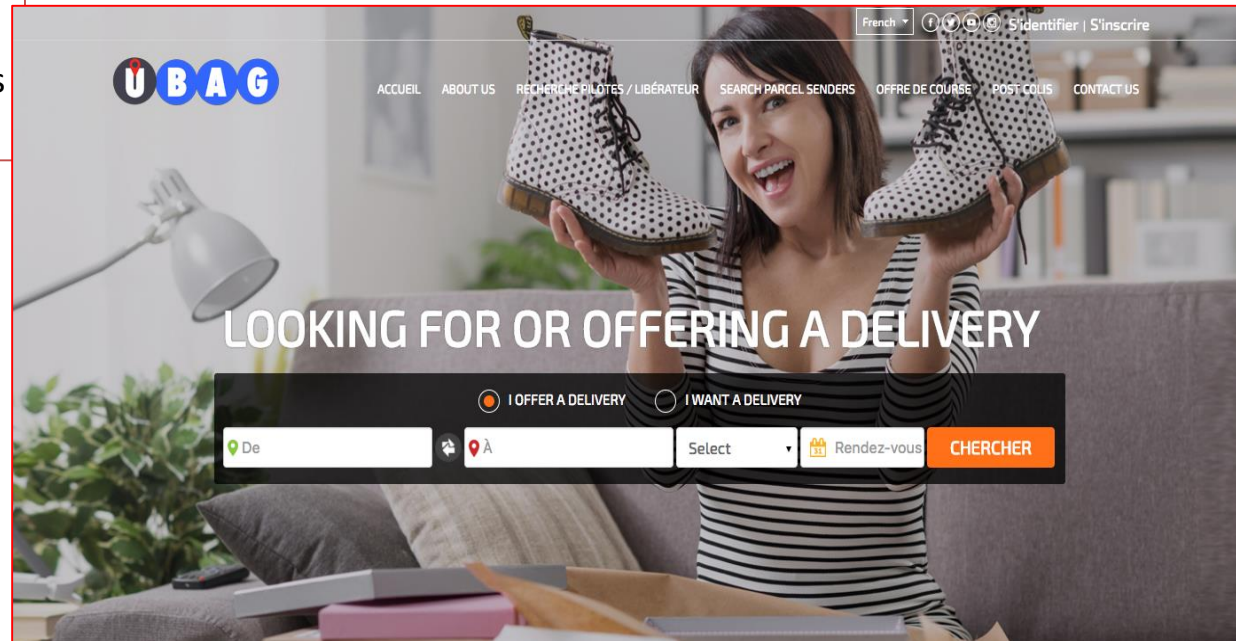 French
S'identifier | S'inscrire
s
UBAG
ACCUEIL ABOUT US RECHERCHE PILOTES / LIBÉRATEUR SEARCH PARCEL SENDERS OFFRE DE COURSE POST COLIS CONTACT US
LOOKING FOR OR OFFERING A DELIVERY
I OFFER A DELIVERY I WANT A DELIVERY
De À Select 31 Rendez-vous CHERCHER